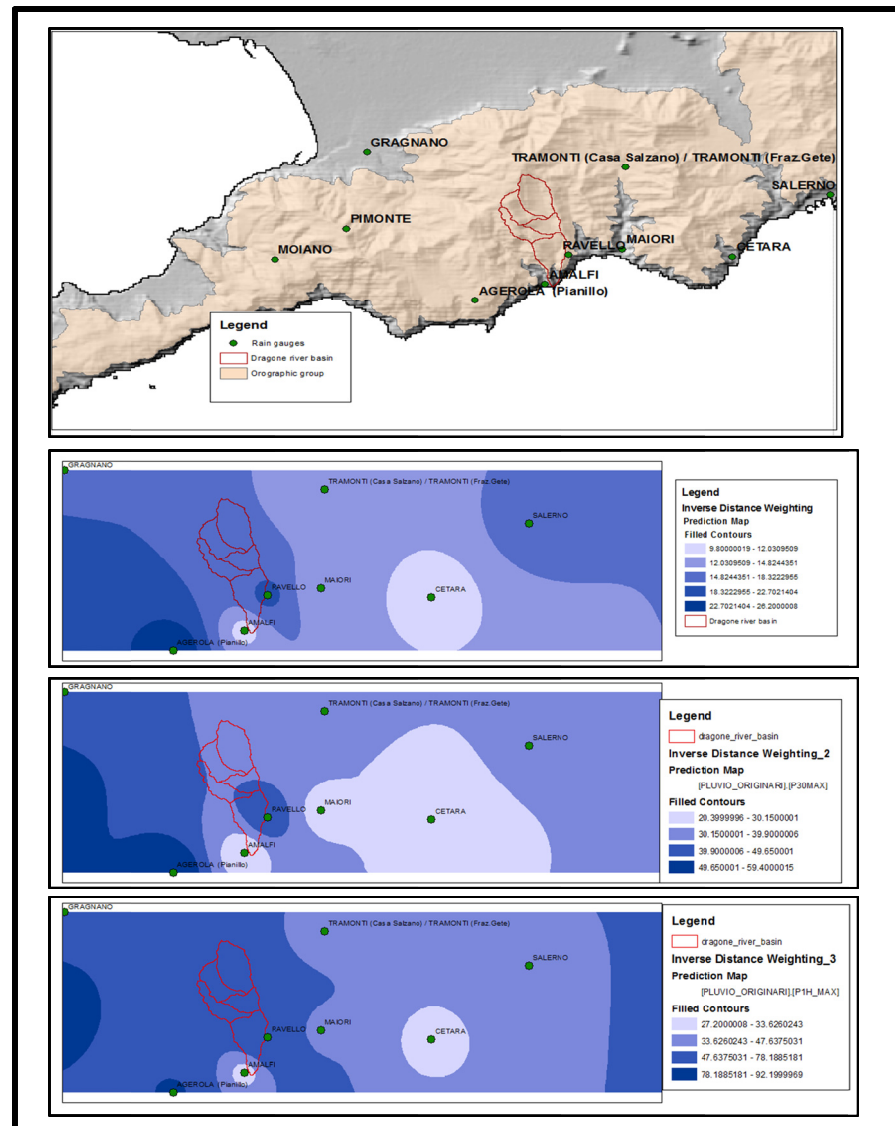 GRAGNANO
TRAMONTI (Casa Salzano) / TRAMONTI (Fraz.Gete)
SALERNO
PIMONTE
MOIANO
RAVELLO
MAIORI
CETARA
AMALFI
AGEROLA (Pianillo)
Legend
Rain gauges
Dragone river basin
Orographic group
GRAGNANO
TRAMONTI (Casa Salzano) / TRAMONTI (Fraz.Gete)
SALERNO
RAVELLO
MAIORI
CETARA
AMALFI
AGEROLA (Pianillo)
Legend
Inverse Distance Weighting
Prediction Map
Filled Contours
9.80000019 - 12.0309509
12.0309509 - 14.8244351
14.8244351 - 18.3222955
18.3222955 - 22.7021404
22.7021404 - 26.2000008
Dragone river basin
GRAGNANO
TRAMONTI (Casa Salzano) / TRAMONTI (Fraz.Gete)
SALERNO
MAIORI
RAVELLO
CETARA
AMALFI
AGEROLA (Pianillo)
Legend
dragone_river_basin
Inverse Distance Weighting_2
Prediction Map
[PLUVIO_ORIGINARI].[P30MAX]
Filled Contours
20.3999996 - 30.1500001
30.1500001 - 39.9000006
39.9000006 - 49.650001
49.650001 - 59.4000015
GRAGNANO
TRAMONTI (Casa Salzano) / TRAMONTI (Fraz.Gete)
SALERNO
RAVELLO
MAIORI
CETARA
AMALFI
AGEROLA (Pianillo)
Legend
dragone_river_basin
Inverse Distance Weighting_3
Prediction Map
[PLUVIO_ORIGINARI].[P1H_MAX]
Filled Contours
27.2000008 - 33.6260243
33.6260243 - 47.6375031
47.6375031 - 78.1885181
78.1885181 - 92.1999969